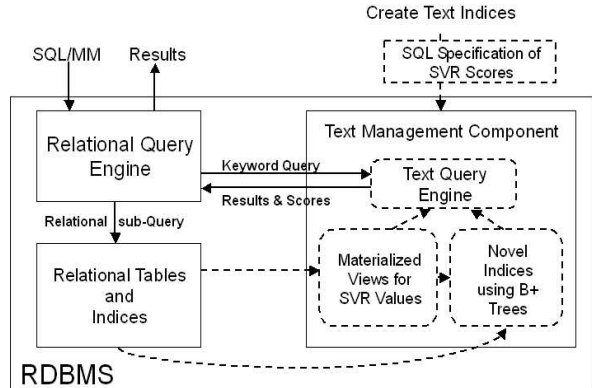 Create Text Indices
SQL/MM
Results
SQL Specification of
SVR Scores
Relational Query
Engine
Text Management Component
Keyword Query
Results & Scores
Text Query
Engine
Relational sub-Query
Relational Tables
and
Indices
Materialized
Views for
SVR Values
Novel
Indices
using B+
Trees
RDBMS